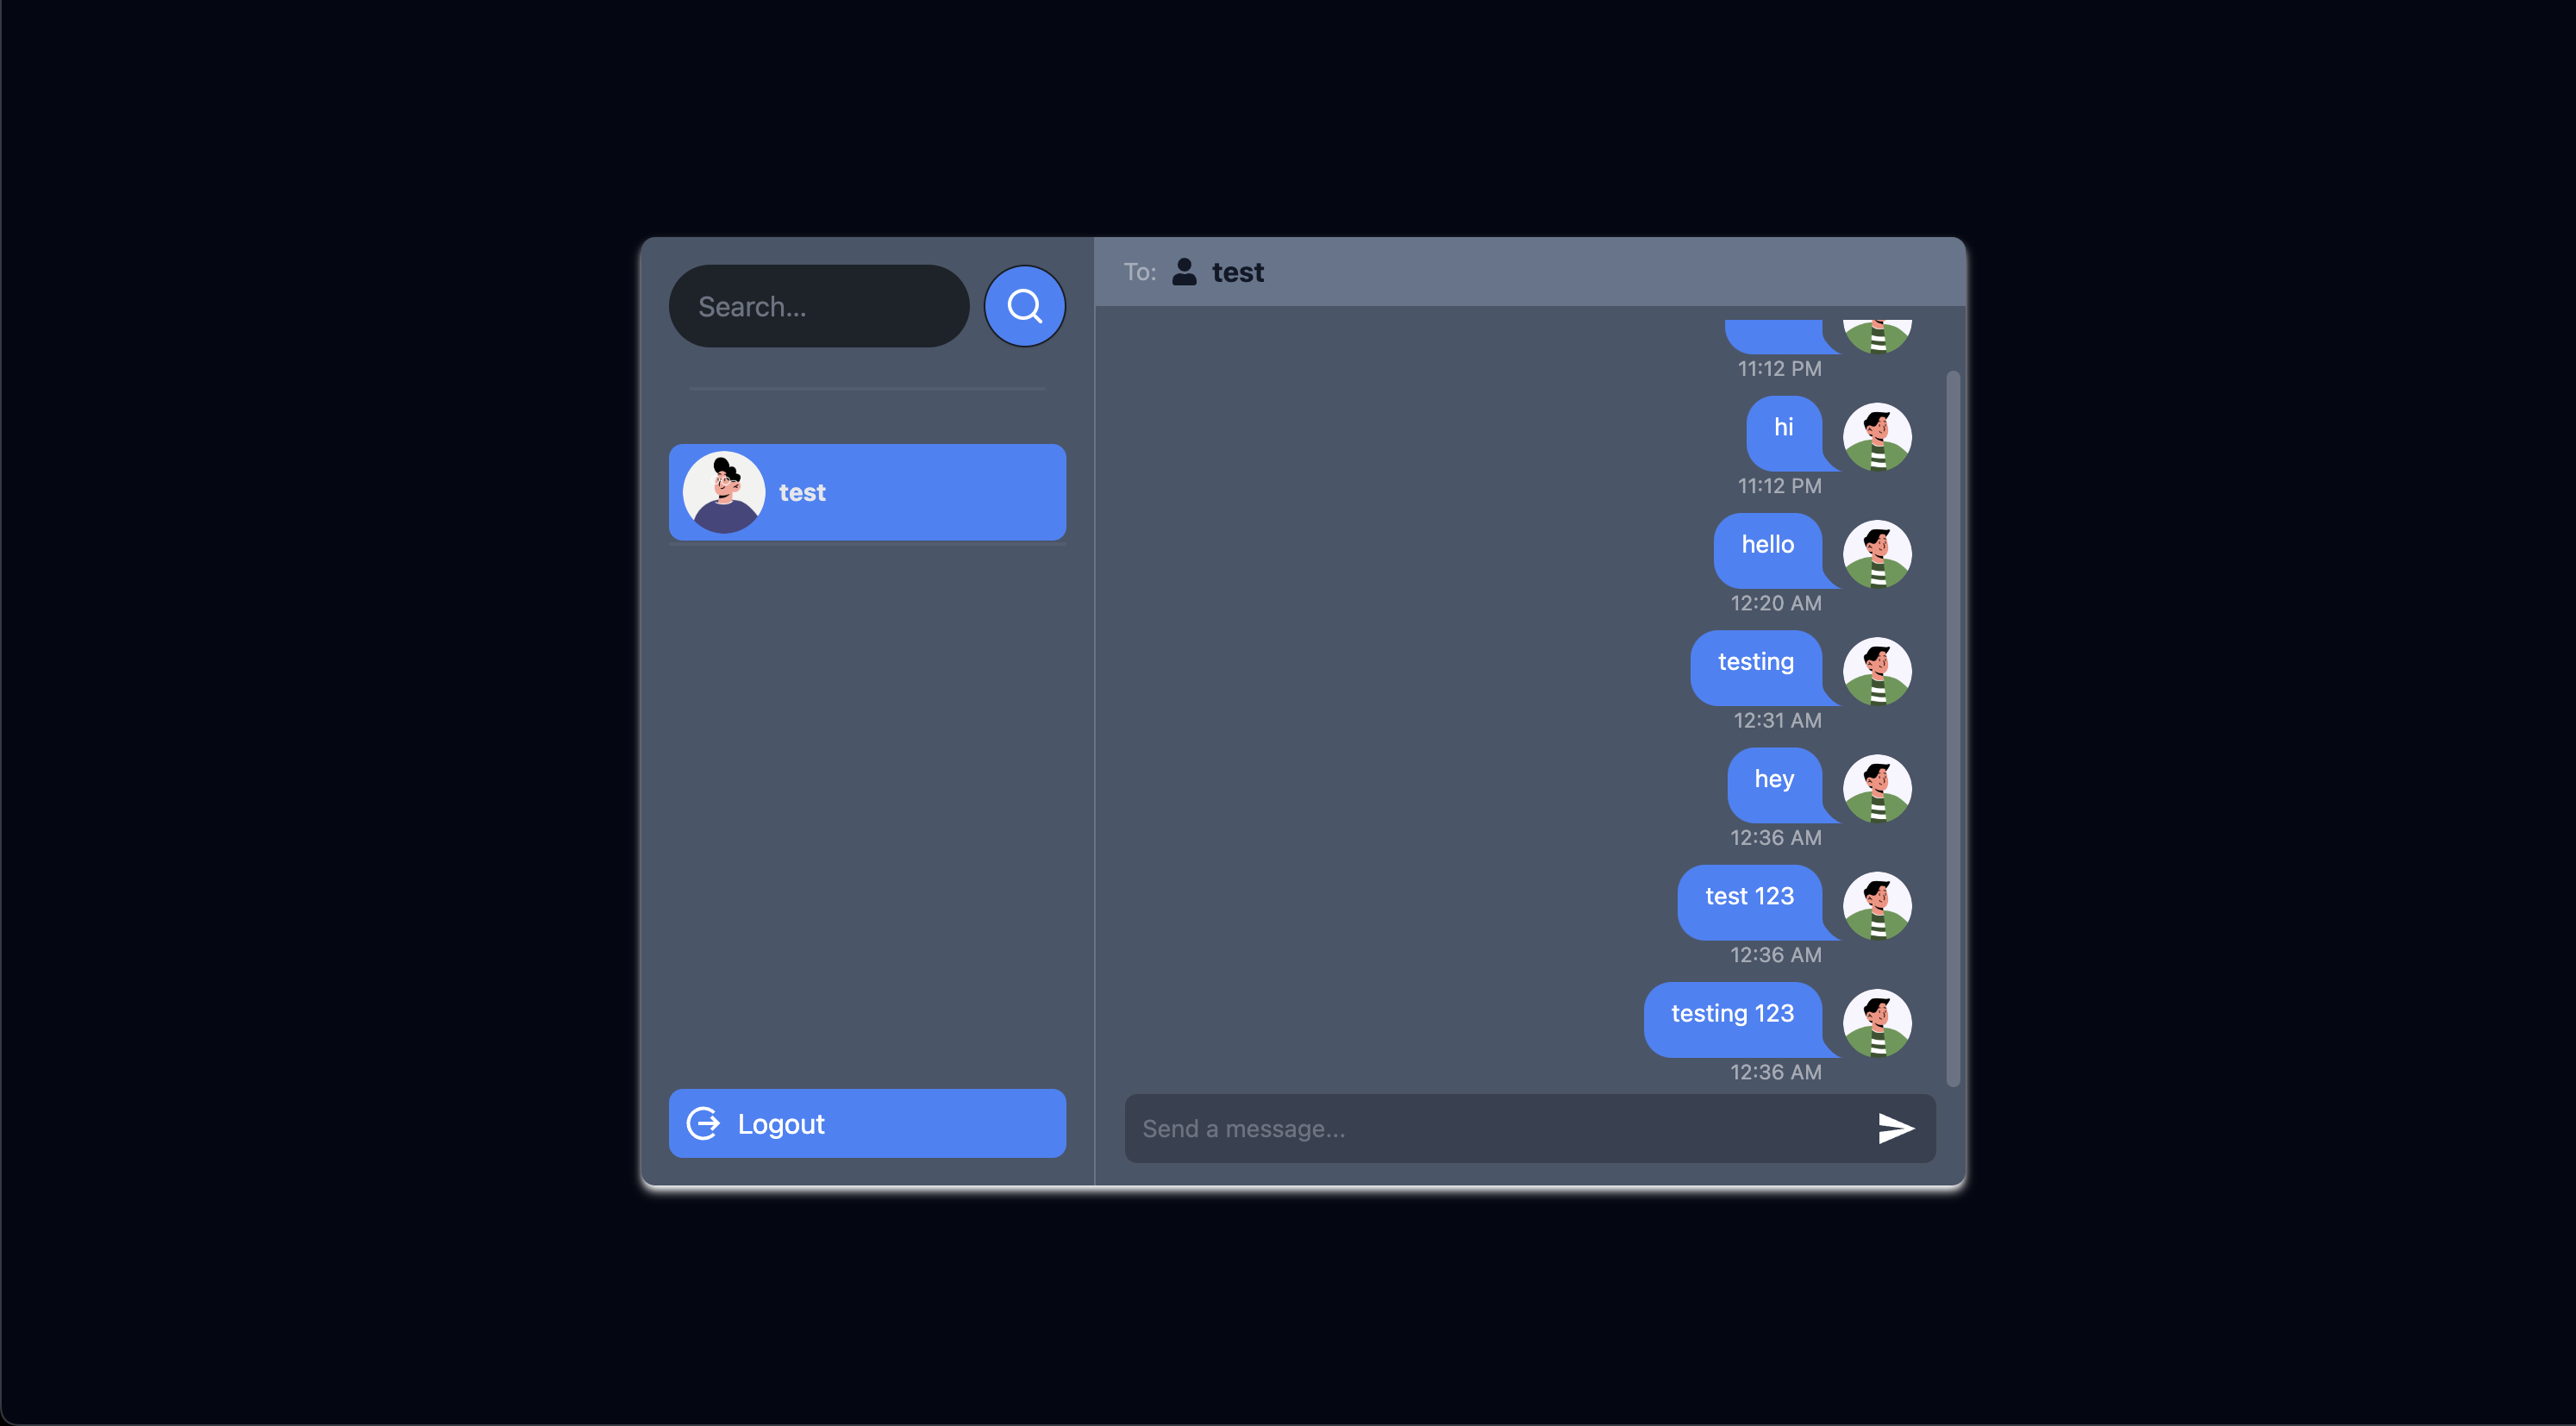 Search...
test
Logout
To: test
11:12 PM
hi
11:12 PM
hello
12:20 AM
testing
12:31 AM
hey
12:36 AM
test 123
12:36 AM
testing 123
12:36 AM
Send a message...